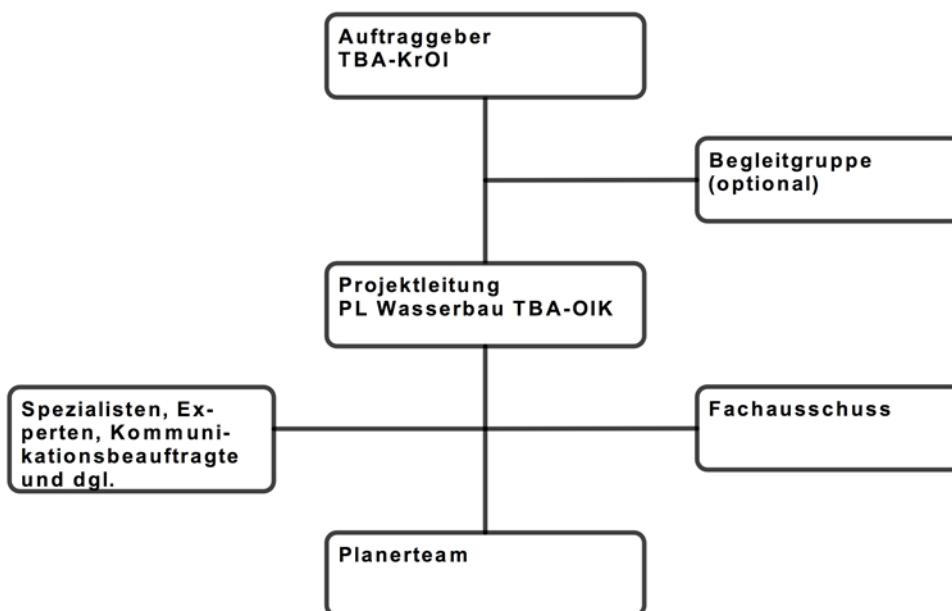 Auftraggeber
TBA-KrOI
Begleitgruppe
(optional)
Projektleitung
PL Wasserbau TBA-OIK
Spezialisten, Ex-
perten, Kommuni-
kationsbeauftragte
und dgl.
Fachausschuss
Planerteam